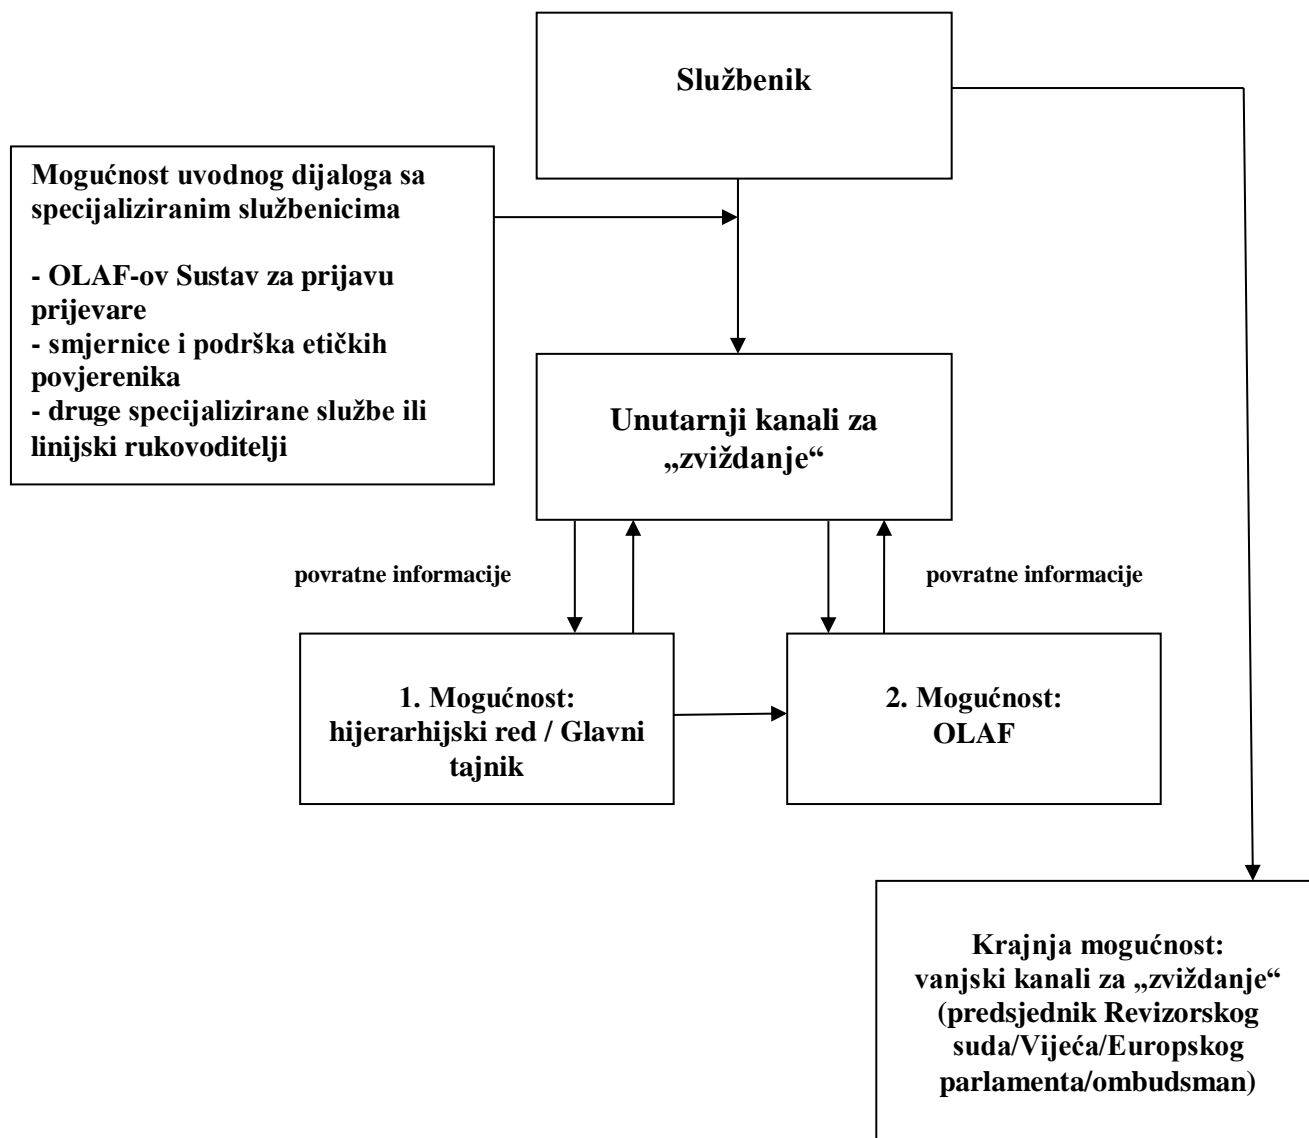 Službenik
Mogućnost uvodnog dijaloga sa
specijaliziranim službenicima
- OLAF-ov Sustav za prijavu
prijevare
- smjernice i podrška etičkih
povjerenika
- druge specijalizirane službe ili
linijski rukovoditelji
Unutarnji kanali za
„zviždanje“
povratne informacije
povratne informacije
1. Mogućnost:
hijerarhijski red / Glavni
tajnik
2. Mogućnost:
OLAF
Krajnja mogućnost:
vanjski kanali za „zviždanje“
(predsjednik Revizorskog
suda/Vijeća/Europskog
parlamenta/ombudsman)